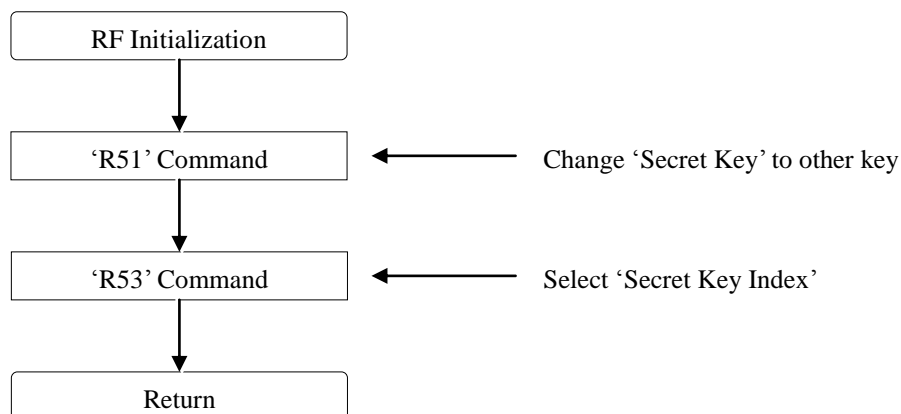 RF Initialization
‘R51’ Command
Change ‘Secret Key’ to other key
‘R53’ Command
Select ‘Secret Key Index’
Return